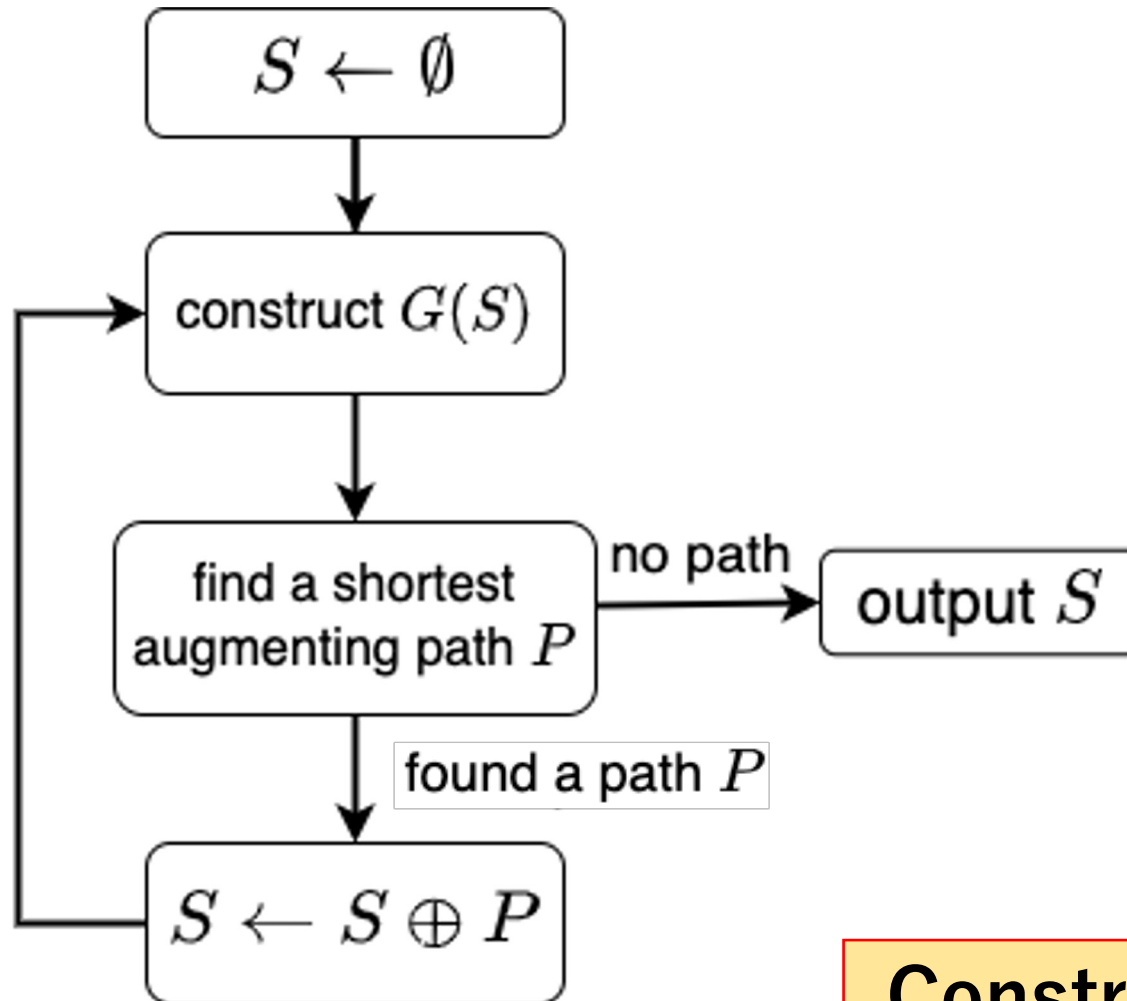 S ← ∅
construct G(S)
find a shortest
augmenting path P
no path
output S
found a path P
S ← S ⊕ P